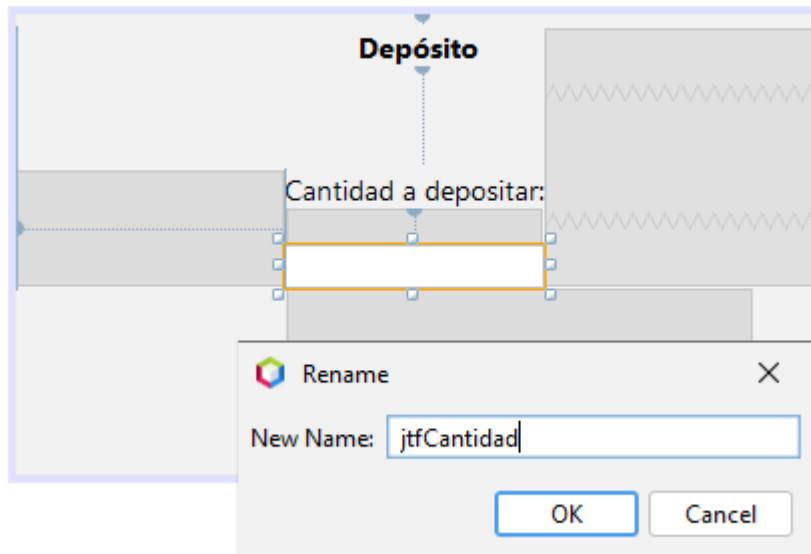 Depósito
Cantidad a depositar:
Rename
New Name: jtfCantidad
OK Cancel